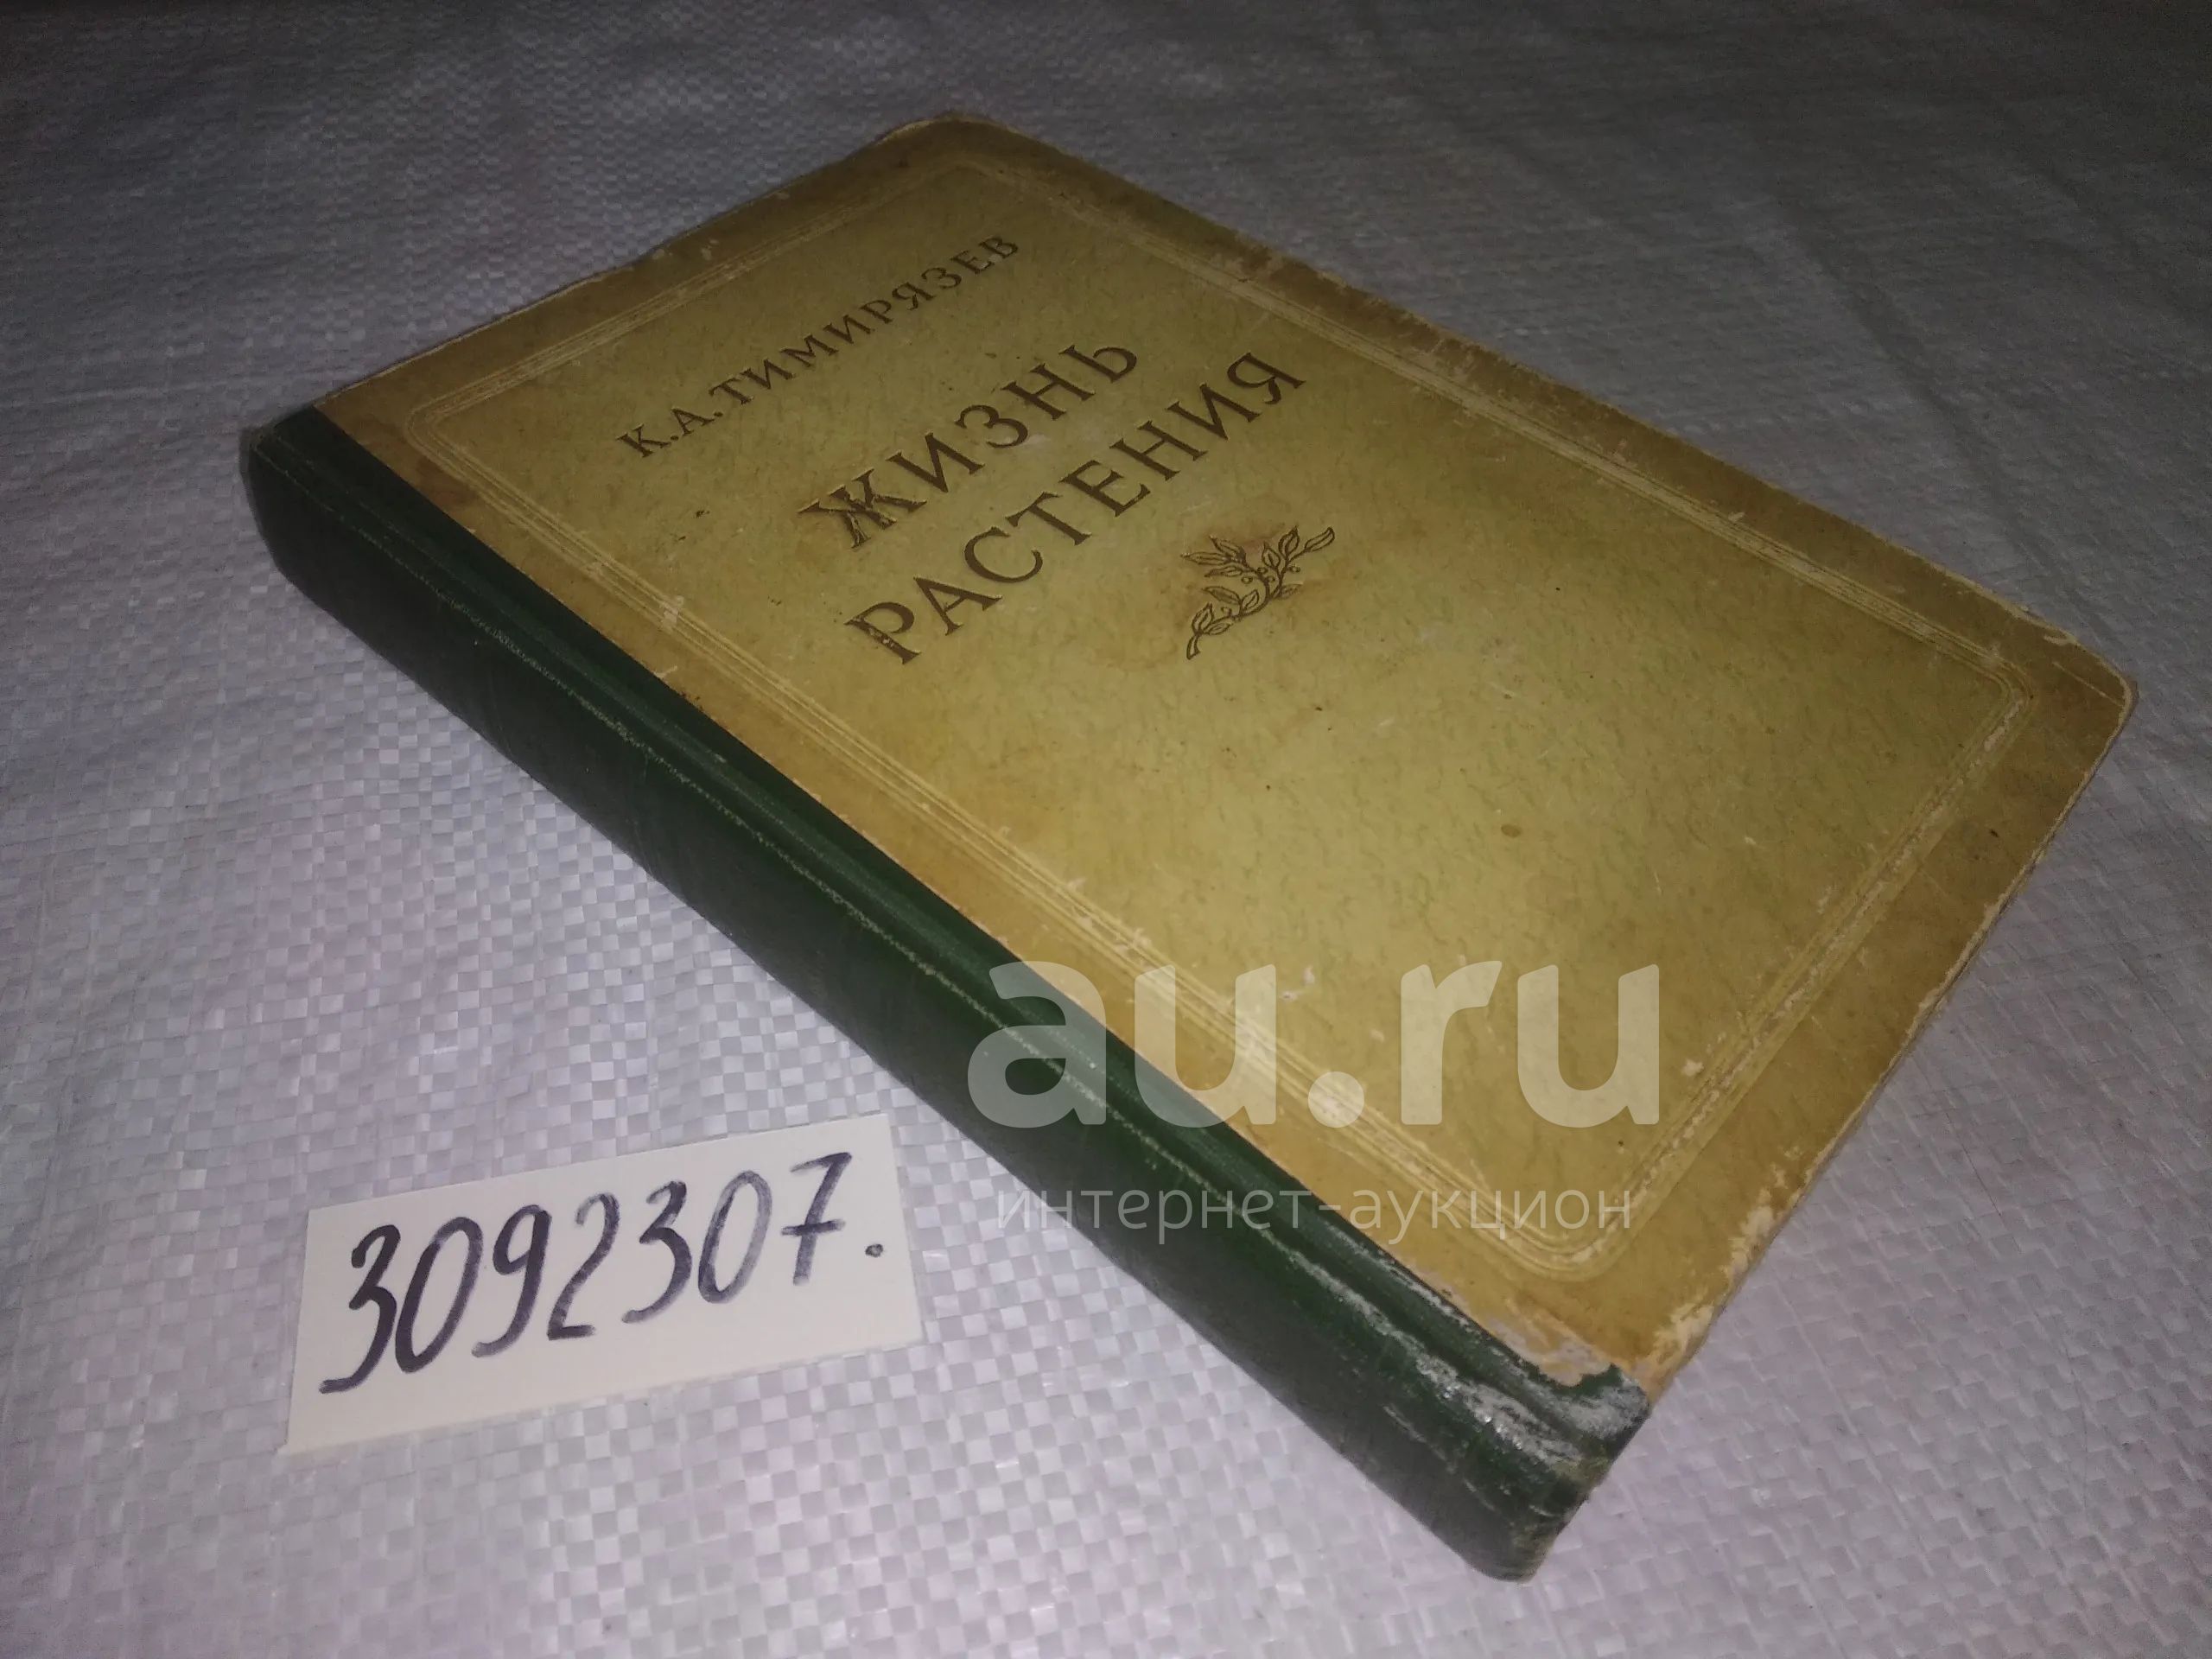 К.А.ТИМИРЯЗЕВ
ЖИЗНЬ
РАСТЕНИЯ
au.ru
интернет-аукцион
3092307.